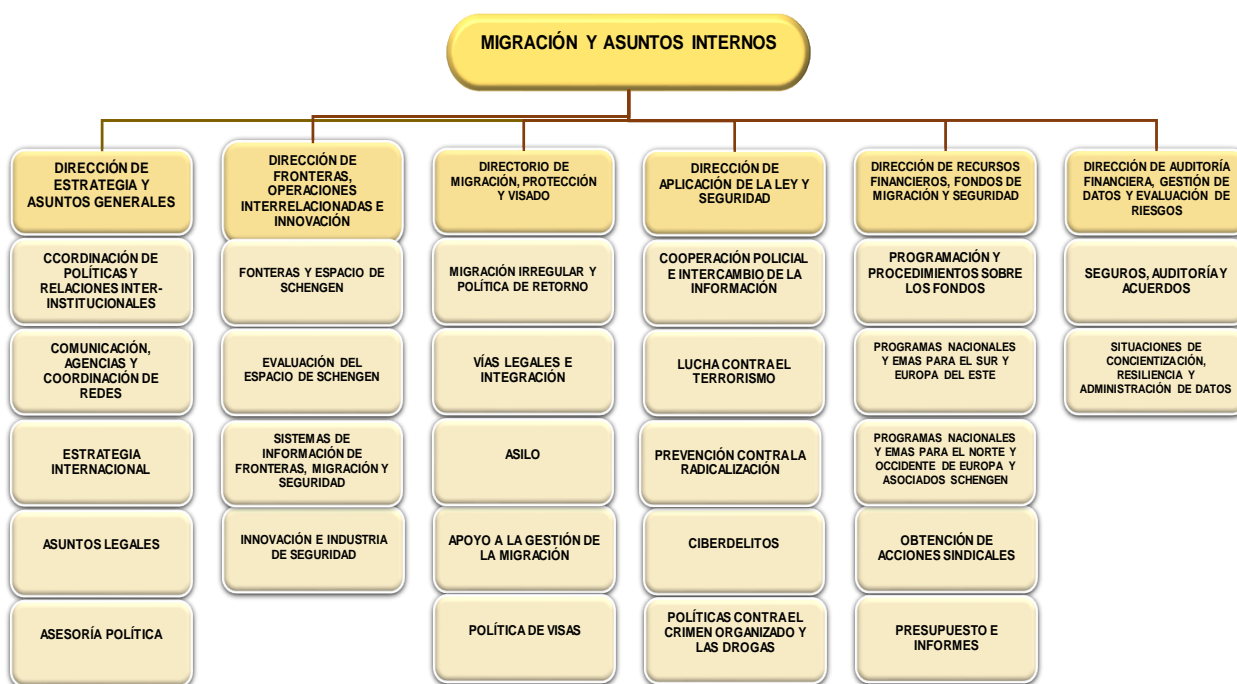 MIGRACIÓN Y ASUNTOS INTERNOS
DIRECCIÓN DE
ESTRATEGIA Y
ASUNTOS GENERALES
CCORDINACIÓN DE
POLÍTICAS Y
RELACIONES INTER-
INSTITUCIONALES
COMUNICACIÓN,
AGENCIAS Y
COORDINACIÓN DE
REDES
ESTRATEGIA
INTERNACIONAL
ASUNTOS LEGALES
ASESORÍA POLÍTICA
DIRECCIÓN DE
FRONTERAS,
OPERACIONES
INTERRELACIONADAS E
INNOVACIÓN
FONTERAS Y ESPACIO DE
SCHENGEN
EVALUACIÓN DEL
ESPACIO DE SCHENGEN
SISTEMAS DE
INFORMACIÓN DE
FRONTERAS, MIGRACIÓN Y
SEGURIDAD
INNOVACIÓN E INDUSTRIA
DE SEGURIDAD
DIRECTORIO DE
MIGRACIÓN, PROTECCIÓN
Y VISADO
MIGRACIÓN IRREGULAR Y
POLÍTICA DE RETORNO
VÍAS LEGALES E
INTEGRACIÓN
ASILO
APOYO A LA GESTIÓN DE
LA MIGRACIÓN
POLÍTICA DE VISAS
DIRECCIÓN DE
APLICACIÓN DE LA LEY Y
SEGURIDAD
COOPERACIÓN POLICIAL
E INTERCAMBIO DE LA
INFORMACIÓN
LUCHA CONTRA EL
TERRORISMO
PREVENCIÓN CONTRA LA
RADICALIZACIÓN
CIBERDELITOS
POLÍTICAS CONTRA EL
CRIMEN ORGANIZADO Y
LAS DROGAS
DIRECCIÓN DE RECURSOS
FINANCIEROS, FONDOS DE
MIGRACIÓN Y SEGURIDAD
PROGRAMACIÓN Y
PROCEDIMIENTOS SOBRE
LOS FONDOS
PROGRAMAS NACIONALES
Y EMAS PARA EL SUR Y
EUROPA DEL ESTE
PROGRAMAS NACIONALES
Y EMAS PARA EL NORTE Y
OCCIDENTE DE EUROPA Y
ASOCIADOS SCHENGEN
OBTENCIÓN DE
ACCIONES SINDICALES
PRESUPUESTO E
INFORMES
DIRECCIÓN DE AUDITORÍA
FINANCIERA, GESTIÓN DE
DATOS Y EVALUACIÓN DE
RIESGOS
SEGUROS, AUDITORÍA Y
ACUERDOS
SITUACIONES DE
CONCIENTIZACIÓN,
RESILIENCIA Y
ADMINISTRACIÓN DE DATOS